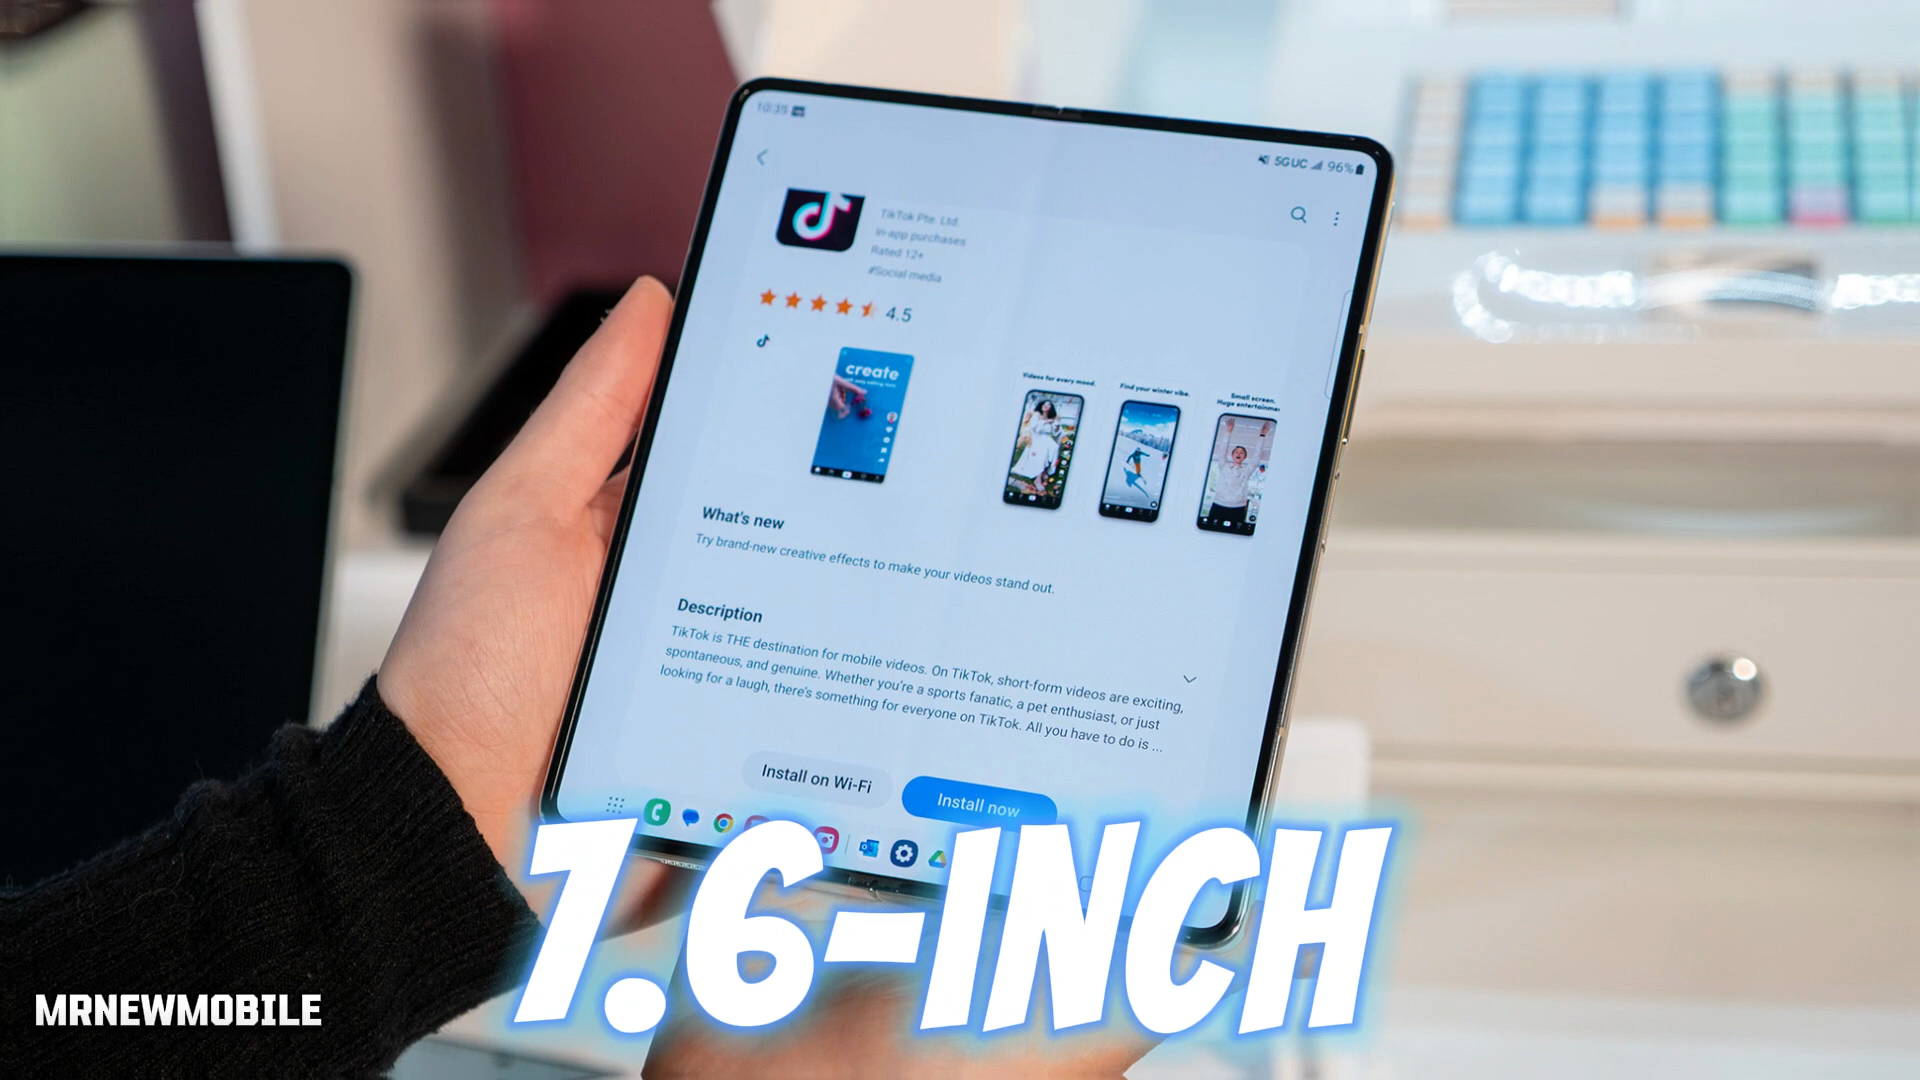 10:35
5GUC 96%
TikTok Pte. Ltd.
In-app purchases
Rated 12+
#Social media
4.5
create
Videos for every mood.
Find your winter vibe.
Small screen.
Huge entertainme
What's new
Try brand-new creative effects to make your videos stand out.
Description
TikTok is THE destination for mobile videos. On TikTok, short-form videos are exciting,
spontaneous, and genuine. Whether you're a sports fanatic, a pet enthusiast, or just
looking for a laugh, there's something for everyone on TikTok. All you have to do is ...
Install on Wi-Fi
Install now
7.6-INCH
MRNEWMOBILE